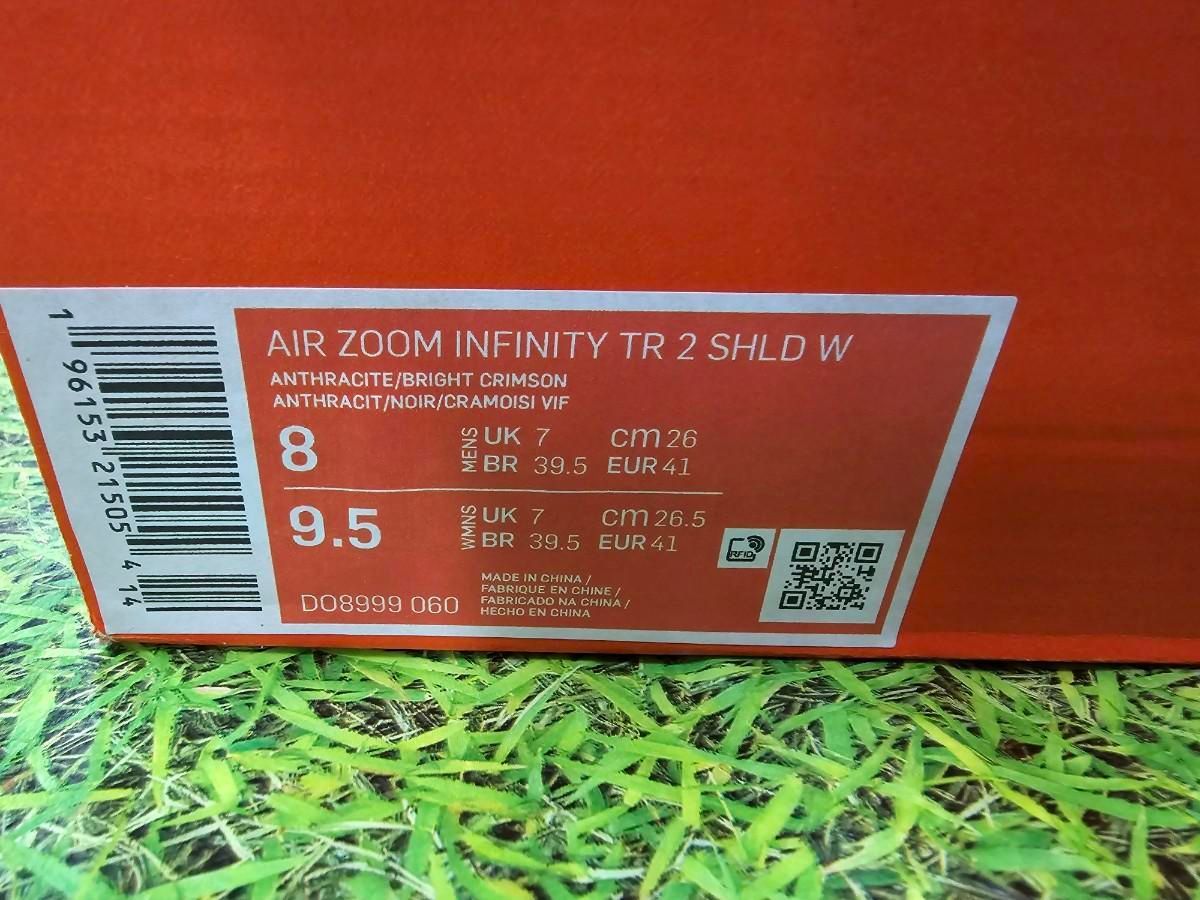 AIR ZOOM INFINITY TR 2 SHLD W
ANTHRACITE/BRIGHT CRIMSON
ANTHRACIT/NOIR/CRAMOISI VIF
8 MENS UK 7 cm 26
BR 39.5 EUR 41
9.5 WMNS UK 7 cm 26.5
BR 39.5 EUR 41
RFID
DO8999 060
MADE IN CHINA /
FABRIQUE EN CHINE /
FABRICADO NA CHINA /
HECHO EN CHINA
1 96153 21505 4 14